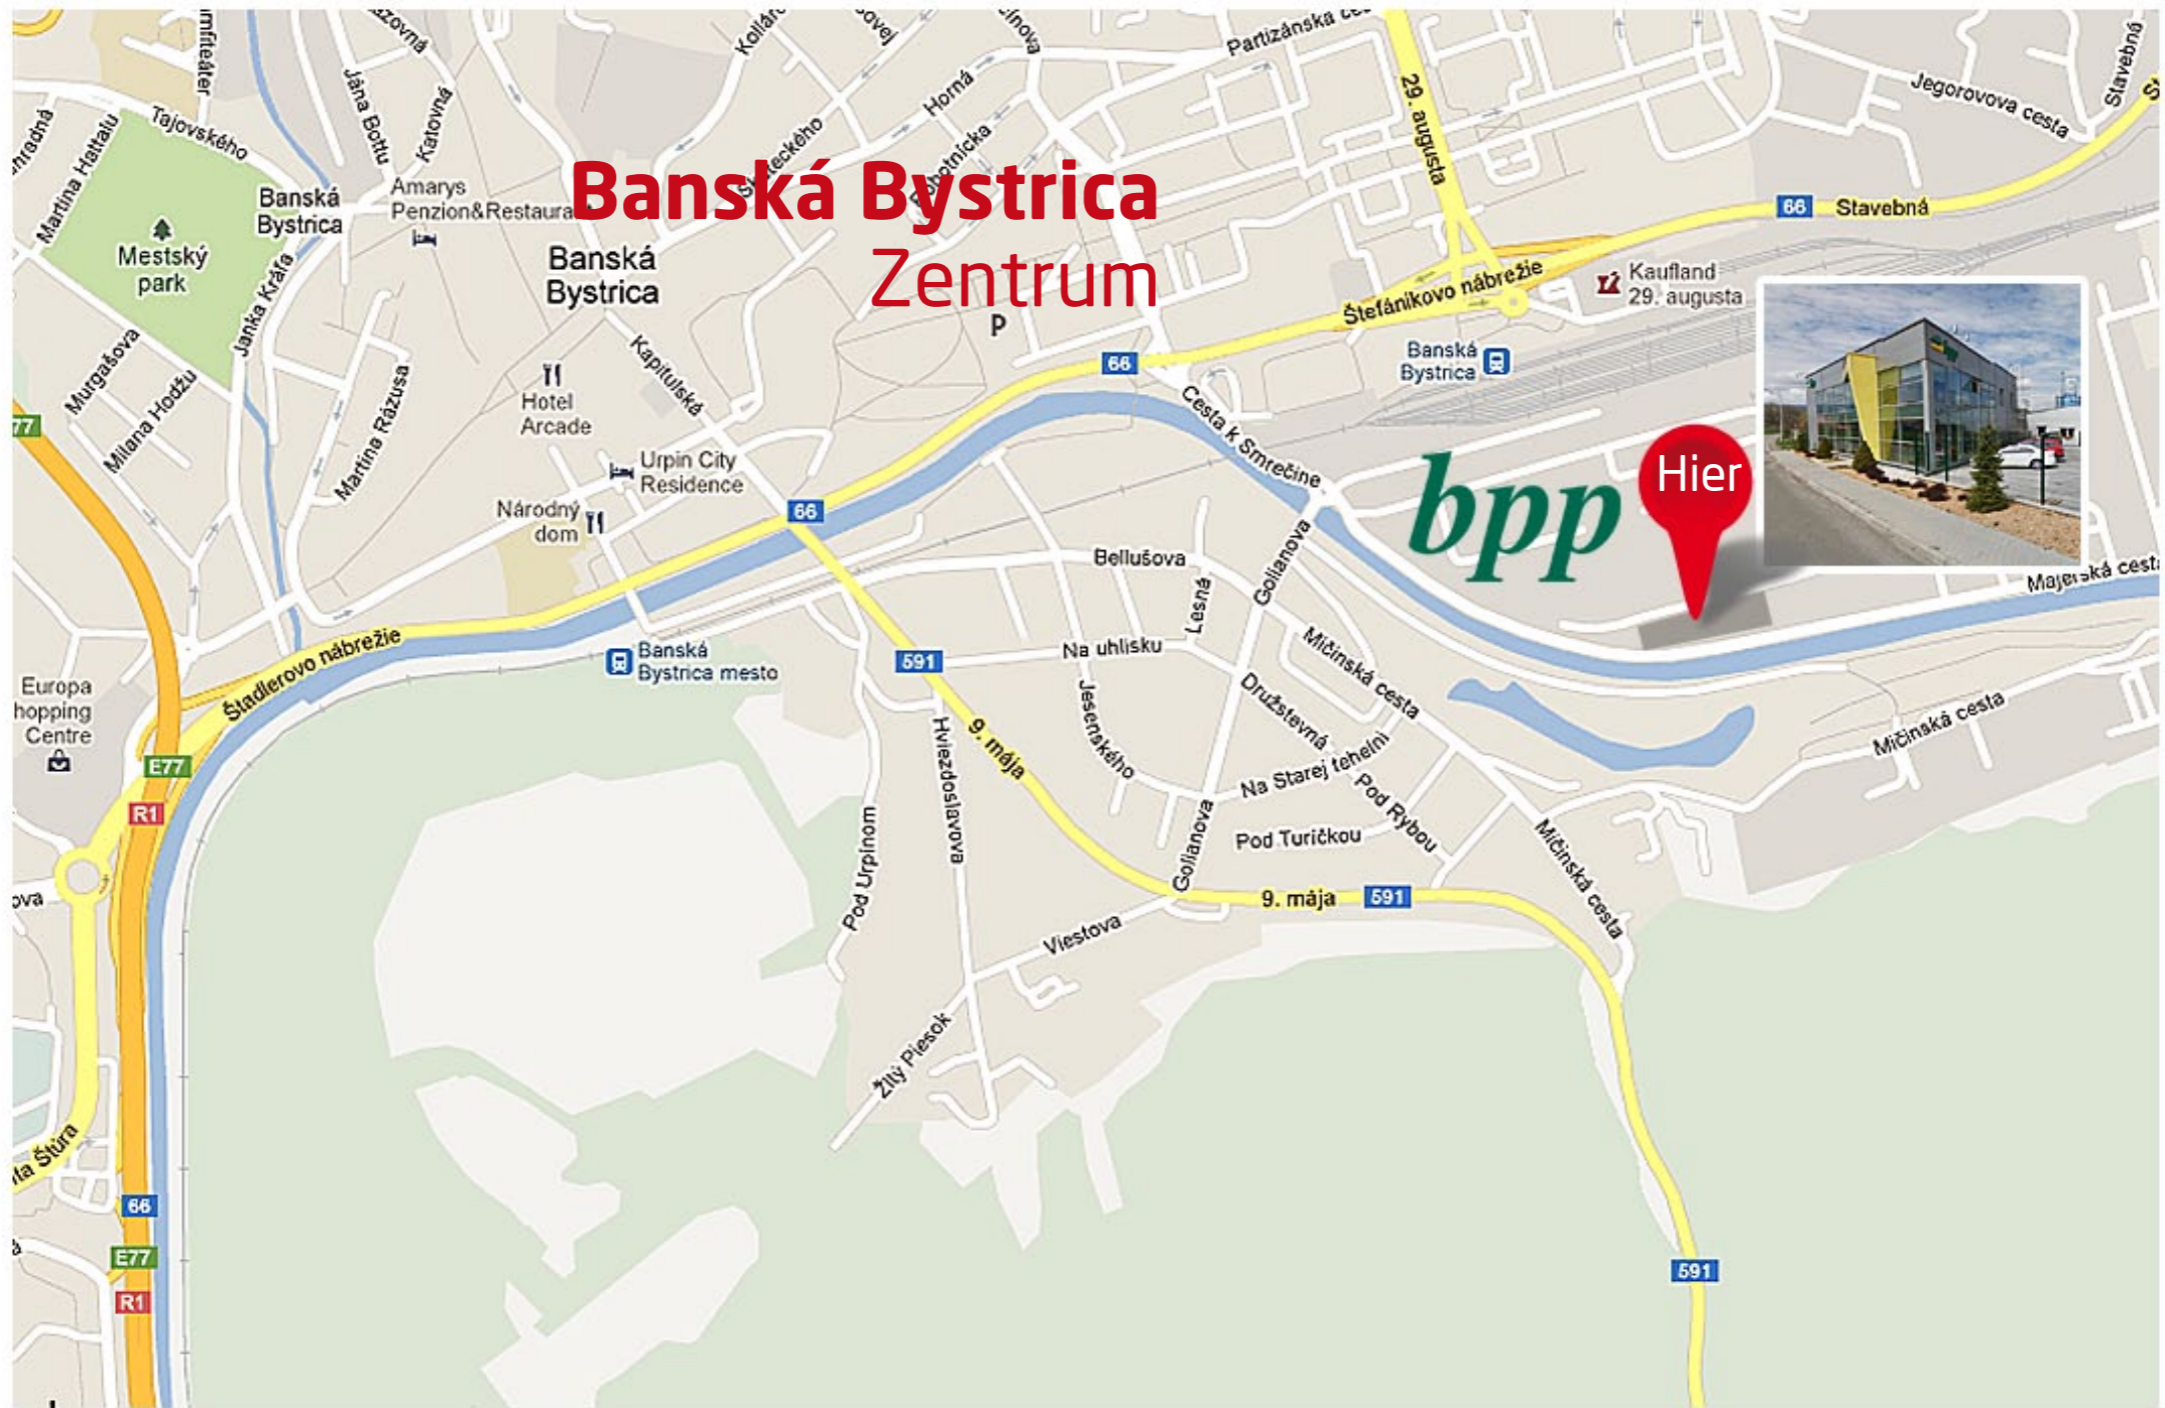 Tajovského
Jána Bottu
Katovná
Horná
Partizánska
29. augusta
Jegorovova cesta
Stavebná
Martina Hattalu
Banská
Bystrica
Amarys
Mestský
park
Janka Kráľa
Banská Bystrica
Zentrum
Banská
Bystrica
P
66
Stavebná
Štefánikovo nábrežie
Kaufland
29. augusta
Murgašova
Milana Hodžu
Martina Rázusa
Kapitulská
Hotel
Arcade
66
Banská
Bystrica
Cesta k Smrečine
77
Urpin City
Residence
Národný
dom
66
bpp
Hier
Bellušova
Lesná
Golianova
Majerská
Štadlerovo nábrežie
Banská
Bystrica mesto
591
Na uhlisku
Mičinská cesta
Družstevná
Jesenského
Europa
hopping
Centre
E77
R1
Hviezdoslavova
9. mája
Na Starej tehelni
Pod Rybou
Pod Turičkou
Mičinská cesta
Mičinská cesta
Pod Urpínom
Golianova
9. mája
591
Viestova
Žltý Piesok
ova
Štúra
66
E77
R1
591